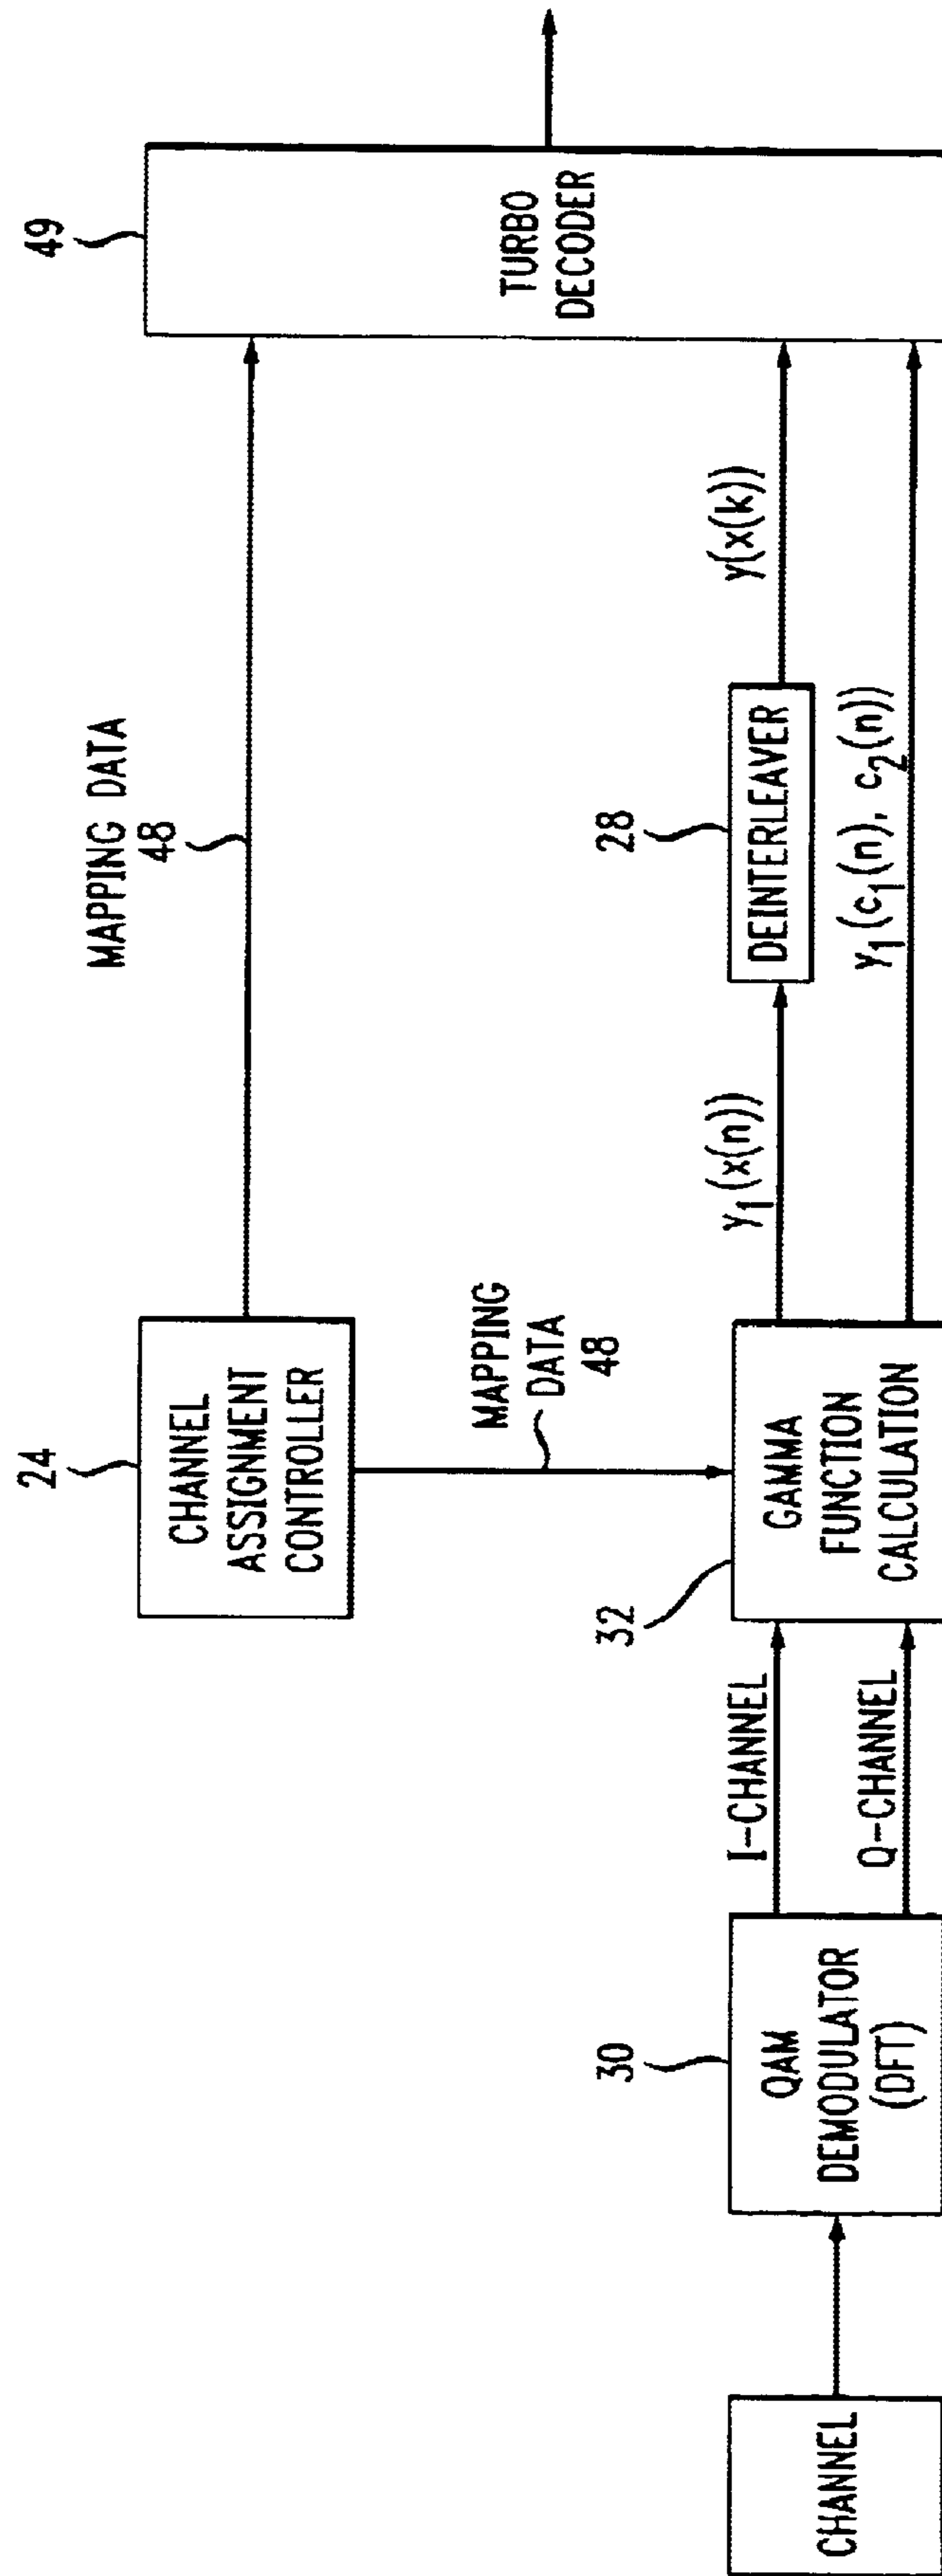 24
CHANNEL
ASSIGNMENT
CONTROLLER
MAPPING DATA
48
49
TURBO
DECODER
MAPPING
DATA
48
CHANNEL
30
QAM
DEMODULATOR
(DFT)
I-CHANNEL
Q-CHANNEL
32
GAMMA
FUNCTION
CALCULATION
γ₁(x(n))
28
DEINTERLEAVER
γ(x(k))
γ₁(c₁(n), c₂(n))